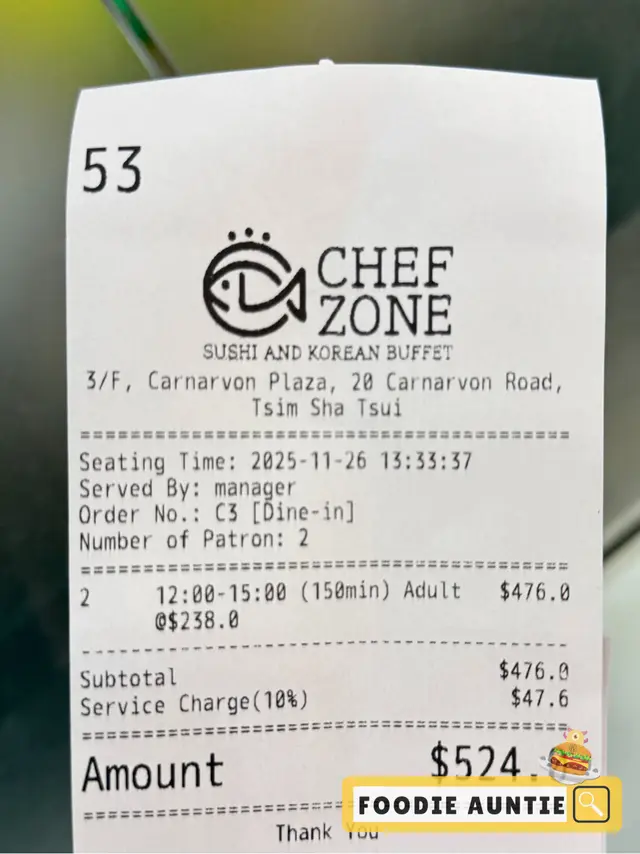 53
CHEF
ZONE
SUSHI AND KOREAN BUFFET
3/F, Carnarvon Plaza, 20 Carnarvon Road,
Tsim Sha Tsui
==============================================
Seating Time: 2025-11-26 13:33:37
Served By: manager
Order No.: C3 [Dine-in]
Number of Patron: 2
==============================================
2 12:00-15:00 (150min) Adult $476.0
@$238.0
----------------------------------------------
Subtotal $476.0
Service Charge(10%) $47.6
==============================================
Amount $524.
==============================================
FOODIE AUNTIE
Thank You